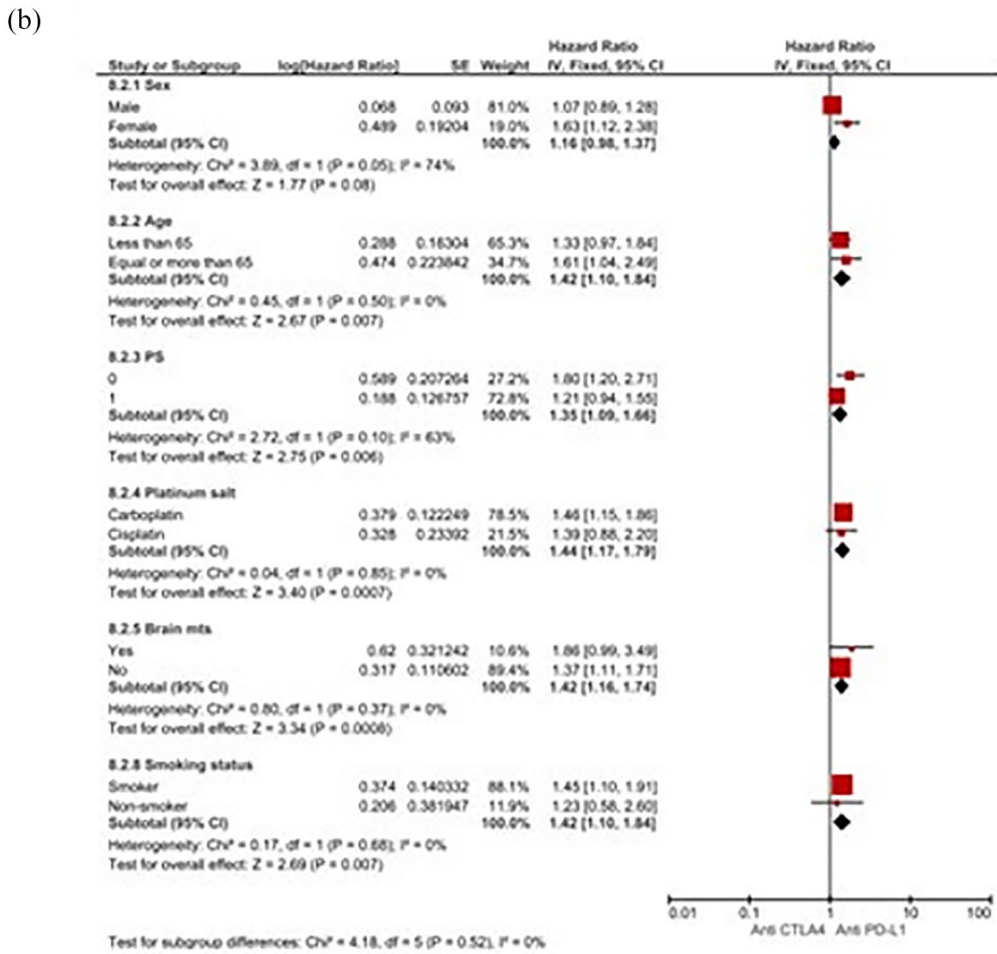 (b)
Hazard Ratio Hazard Ratio
Study or Subgroup log[Hazard Ratio] SE Weight IV, Fixed, 95% CI IV, Fixed, 95% CI
8.2.1 Sex
Male 0.068 0.093 81.0% 1.07 [0.89, 1.28]
Female 0.489 0.19204 19.0% 1.63 [1.12, 2.38]
Subtotal (95% CI) 100.0% 1.16 [0.98, 1.37]
Heterogeneity: Chi² = 3.89, df = 1 (P = 0.05); I² = 74%
Test for overall effect: Z = 1.77 (P = 0.08)
8.2.2 Age
Less than 65 0.288 0.16304 65.3% 1.33 [0.97, 1.84]
Equal or more than 65 0.474 0.223842 34.7% 1.61 [1.04, 2.49]
Subtotal (95% CI) 100.0% 1.42 [1.10, 1.84]
Heterogeneity: Chi² = 0.45, df = 1 (P = 0.50); I² = 0%
Test for overall effect: Z = 2.67 (P = 0.007)
8.2.3 PS
0 0.589 0.207264 27.2% 1.80 [1.20, 2.71]
1 0.188 0.126757 72.8% 1.21 [0.94, 1.55]
Subtotal (95% CI) 100.0% 1.35 [1.09, 1.66]
Heterogeneity: Chi² = 2.72, df = 1 (P = 0.10); I² = 63%
Test for overall effect: Z = 2.75 (P = 0.006)
8.2.4 Platinum salt
Carboplatin 0.379 0.122249 78.5% 1.46 [1.15, 1.86]
Cisplatin 0.328 0.23392 21.5% 1.39 [0.88, 2.20]
Subtotal (95% CI) 100.0% 1.44 [1.17, 1.79]
Heterogeneity: Chi² = 0.04, df = 1 (P = 0.85); I² = 0%
Test for overall effect: Z = 3.40 (P = 0.0007)
8.2.5 Brain mts
Yes 0.62 0.321242 10.6% 1.86 [0.99, 3.49]
No 0.317 0.110602 89.4% 1.37 [1.11, 1.71]
Subtotal (95% CI) 100.0% 1.42 [1.16, 1.74]
Heterogeneity: Chi² = 0.80, df = 1 (P = 0.37); I² = 0%
Test for overall effect: Z = 3.34 (P = 0.0008)
8.2.8 Smoking status
Smoker 0.374 0.140332 88.1% 1.45 [1.10, 1.91]
Non-smoker 0.206 0.381947 11.9% 1.23 [0.58, 2.60]
Subtotal (95% CI) 100.0% 1.42 [1.10, 1.84]
Heterogeneity: Chi² = 0.17, df = 1 (P = 0.68); I² = 0%
Test for overall effect: Z = 2.69 (P = 0.007)
0.01 0.1 1 10 100
Anti CTLA4 Anti PD-L1
Test for subgroup differences: Chi² = 4.18, df = 5 (P = 0.52), I² = 0%